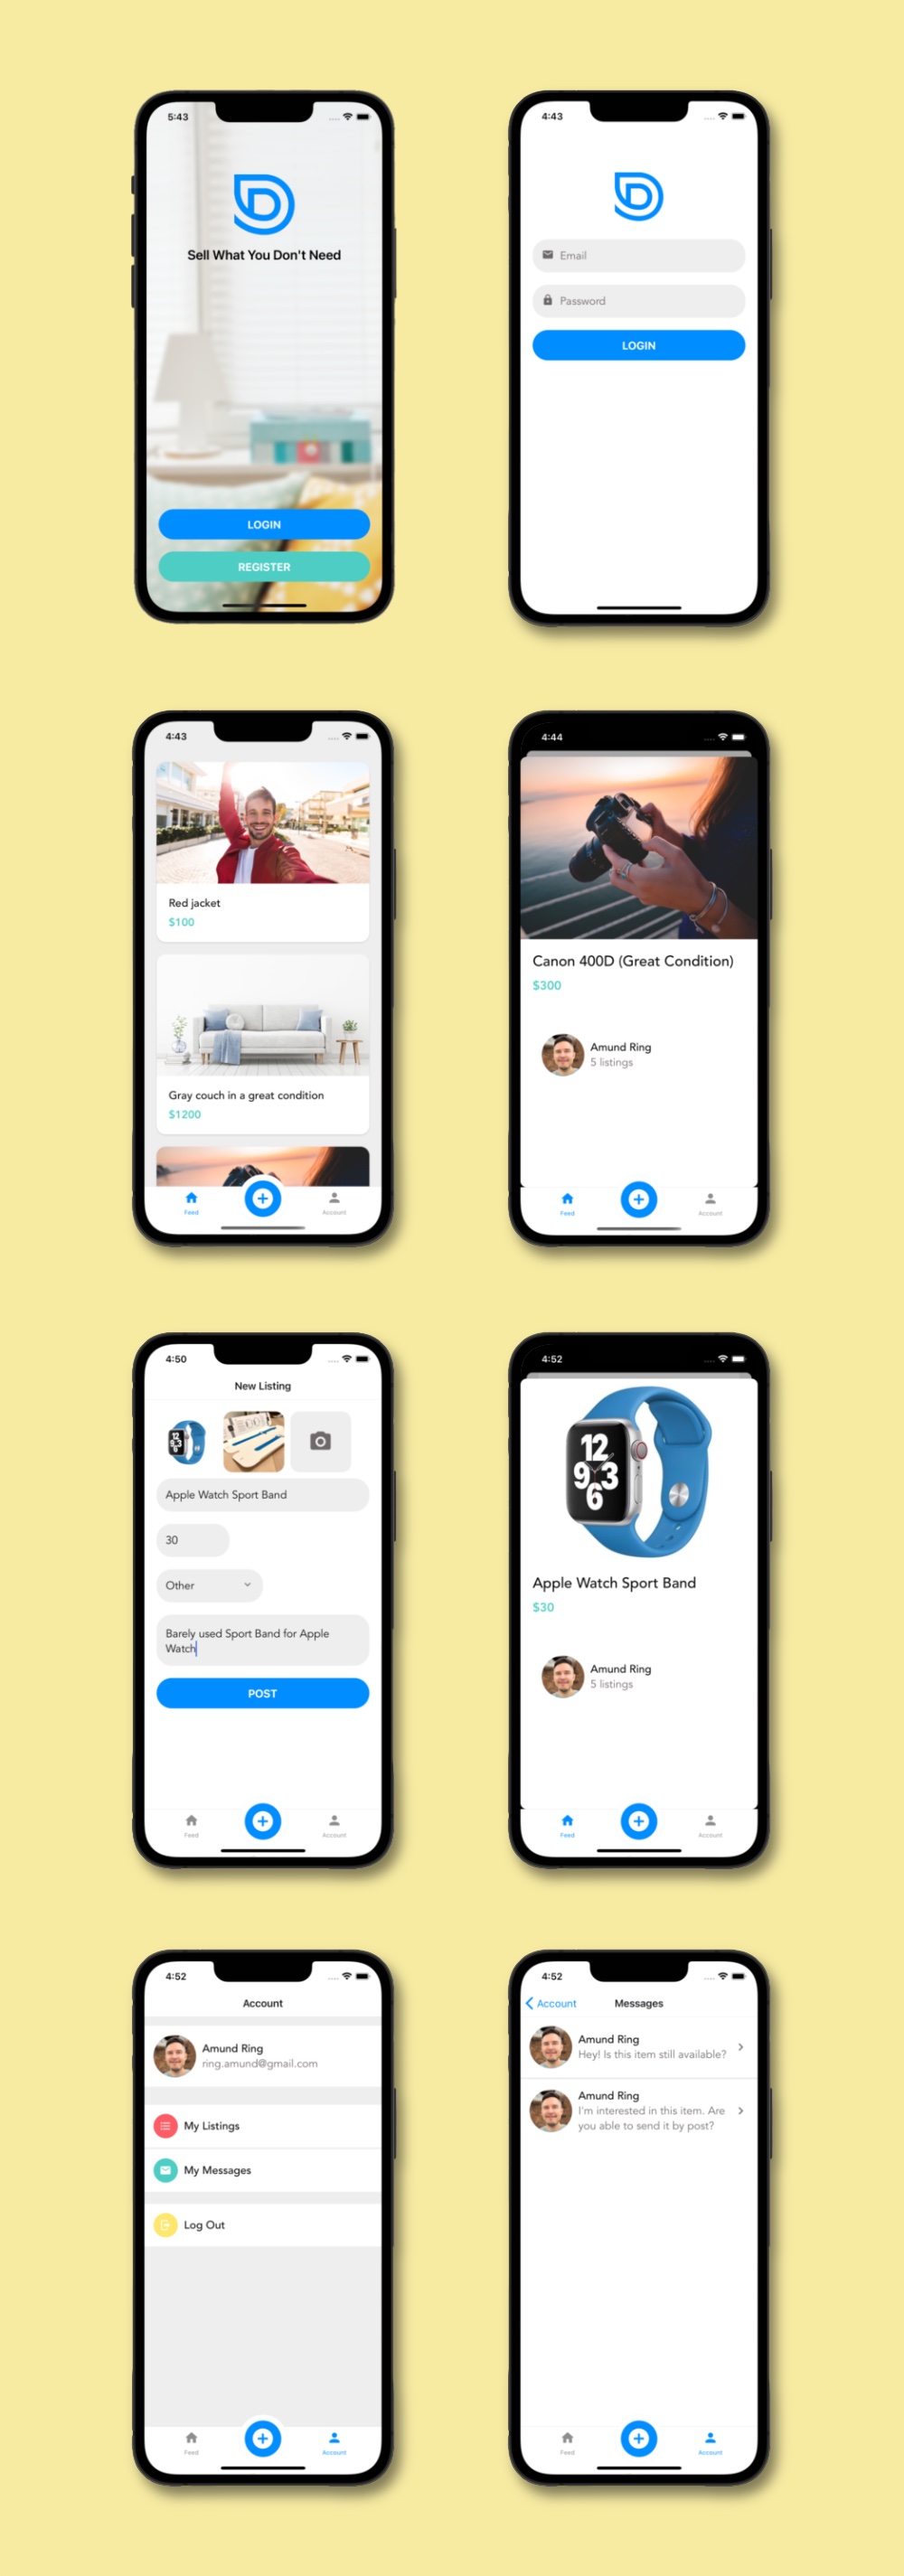 5:43
Sell What You Don't Need
LOGIN
REGISTER
4:43
Email
Password
LOGIN
4:43
Red jacket
$100
Gray couch in a great condition
$1200
Feed
Account
4:44
Canon 400D (Great Condition)
$300
Amund Ring
5 listings
Feed
Account
4:50
New Listing
Apple Watch Sport Band
30
Other
Barely used Sport Band for Apple
Watch
POST
Feed
Account
4:52
12
9 3
6
Apple Watch Sport Band
$30
Amund Ring
5 listings
Feed
Account
4:52
Account
Amund Ring
ring.amund@gmail.com
My Listings
My Messages
Log Out
Feed
Account
4:52
Account
Messages
Amund Ring
Hey! Is this item still available?
Amund Ring
I'm interested in this item. Are
you able to send it by post?
Feed
Account